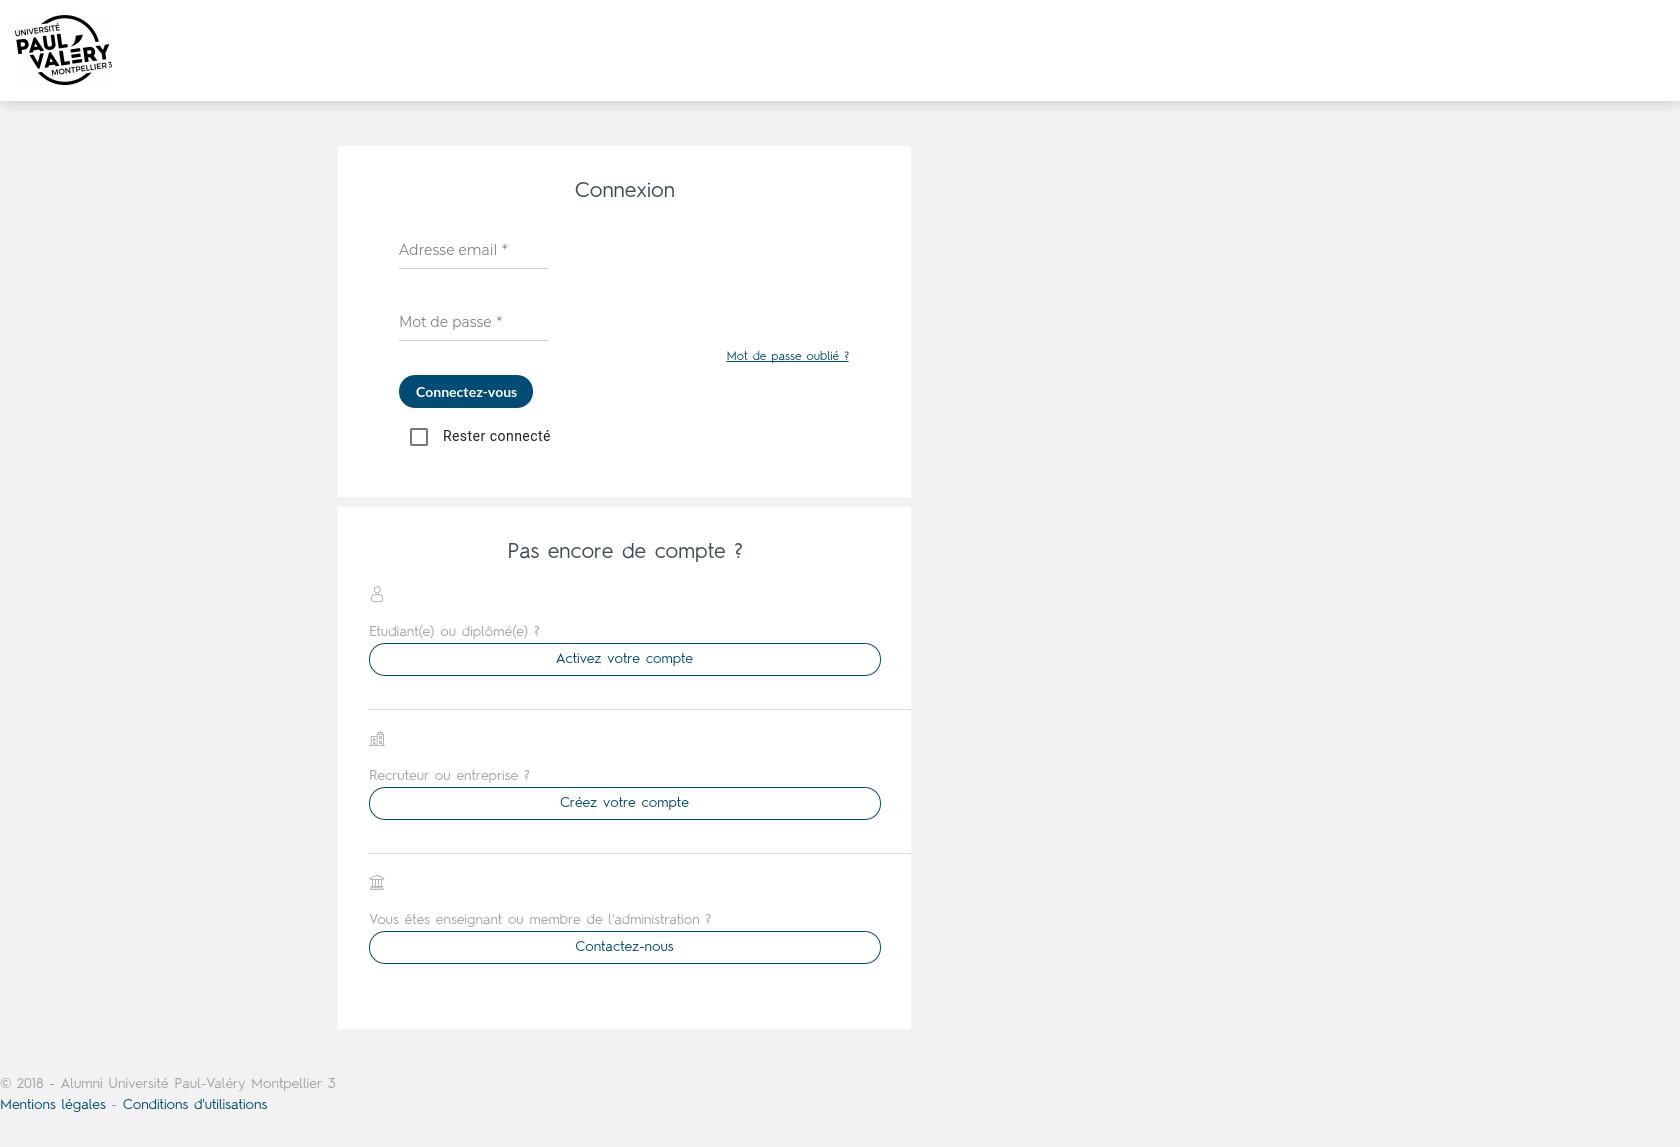 UNIVERSITÉ
PAUL
VALÉRY
MONTPELLIER 3
Connexion
Adresse email *
Mot de passe *
Mot de passe oublié ?
Connectez-vous
Rester connecté
Pas encore de compte ?
Etudiant(e) ou diplômé(e) ?
Activez votre compte
Recruteur ou entreprise ?
Créez votre compte
Vous êtes enseignant ou membre de l'administration ?
Contactez-nous
© 2018 - Alumni Université Paul-Valéry Montpellier 3
Mentions légales - Conditions d'utilisations